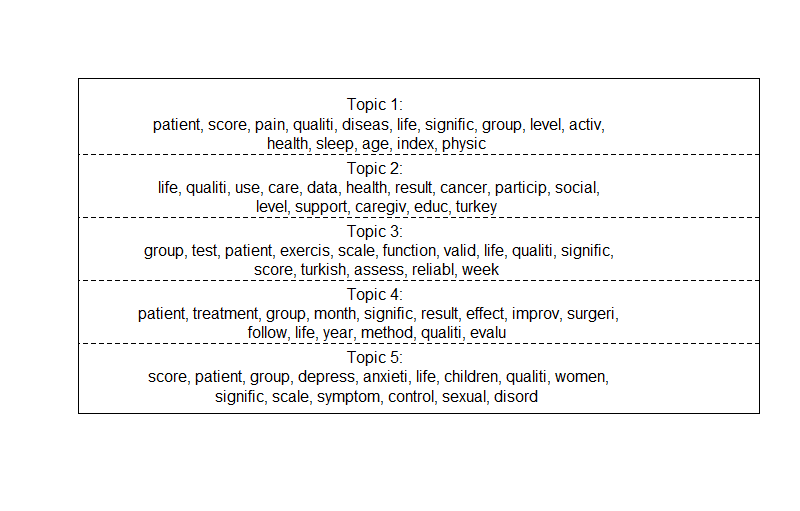 Topic 1:
patient, score, pain, qualiti, diseas, life, signific, group, level, activ,
health, sleep, age, index, physic
Topic 2:
life, qualiti, use, care, data, health, result, cancer, particip, social,
level, support, caregiv, educ, turkey
Topic 3:
group, test, patient, exercis, scale, function, valid, life, qualiti, signific,
score, turkish, assess, reliabl, week
Topic 4:
patient, treatment, group, month, signific, result, effect, improv, surgeri,
follow, life, year, method, qualiti, evalu
Topic 5:
score, patient, group, depress, anxieti, life, children, qualiti, women,
signific, scale, symptom, control, sexual, disord